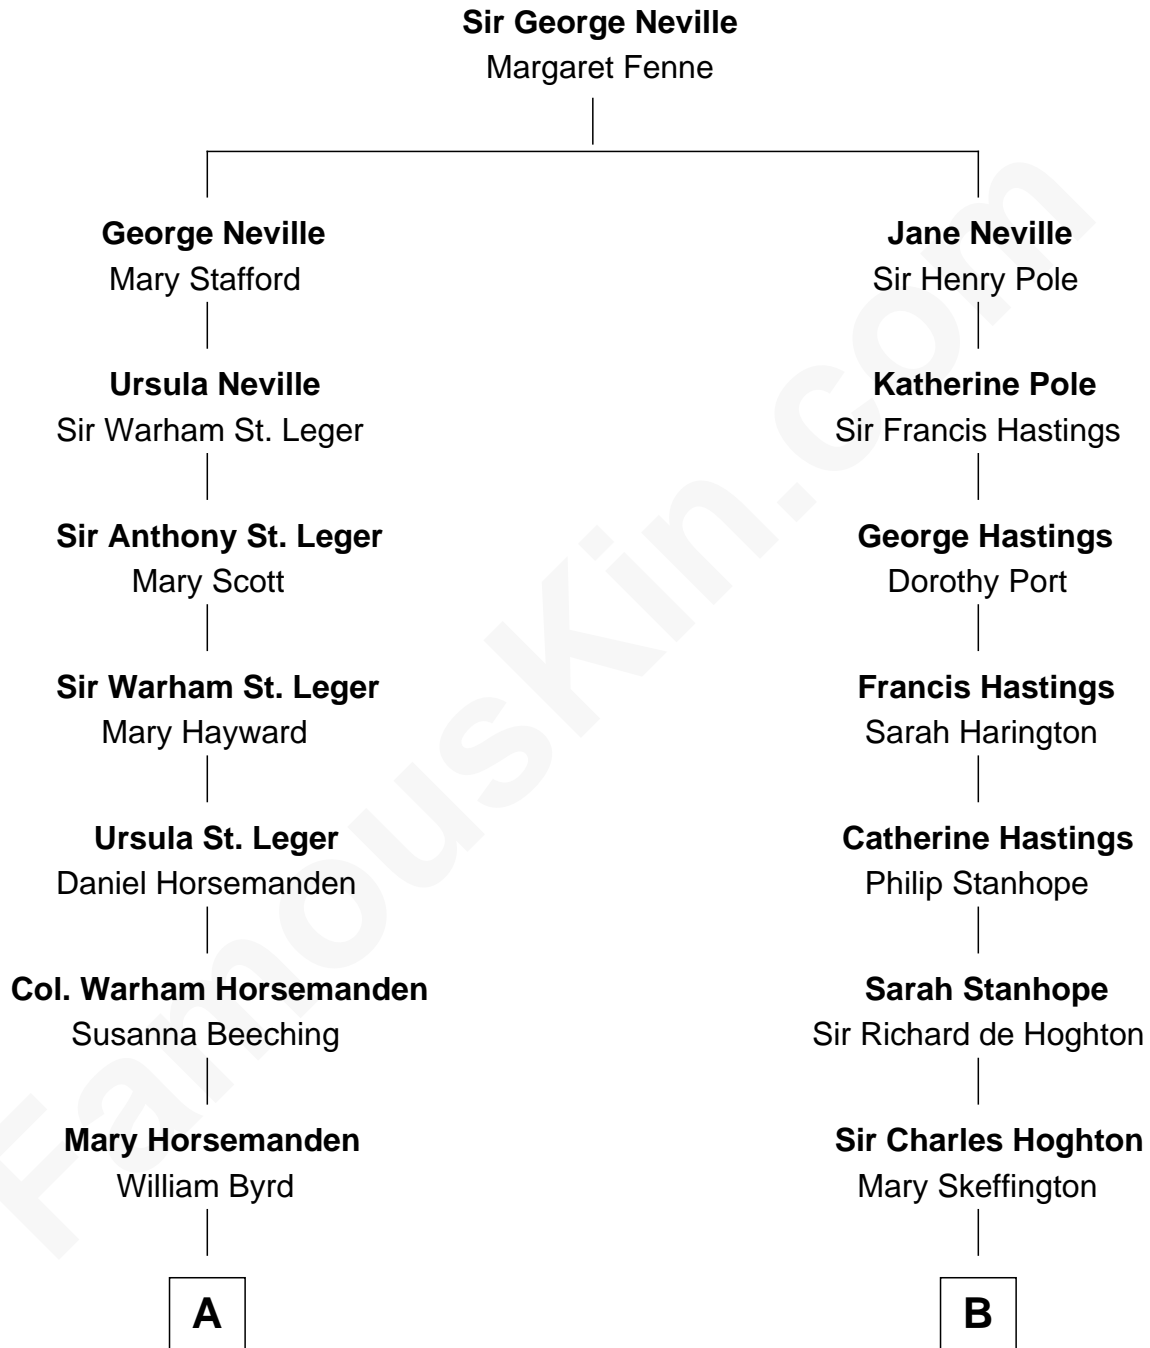 Sir George Neville
Margaret Fenne
George Neville
Mary Stafford
Ursula Neville
Sir Warham St. Leger
Sir Anthony St. Leger
Mary Scott
Sir Warham St. Leger
Mary Hayward
Ursula St. Leger
Daniel Horsemanden
Col. Warham Horsemanden
Susanna Beeching
Mary Horsemanden
William Byrd
A
Jane Neville
Sir Henry Pole
Katherine Pole
Sir Francis Hastings
George Hastings
Dorothy Port
Francis Hastings
Sarah Harington
Catherine Hastings
Philip Stanhope
Sarah Stanhope
Sir Richard de Hoghton
Sir Charles Hoghton
Mary Skeffington
B
FamousKin.com